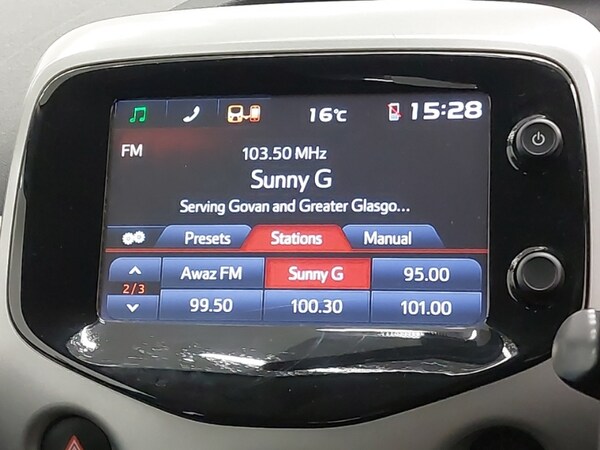 16°C 15:28
FM
103.50 MHz
Sunny G
Serving Govan and Greater Glasgo...
Presets Stations Manual
Awaz FM Sunny G 95.00
2/3
99.50 100.30 101.00